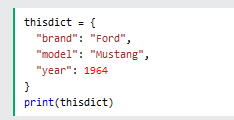 thisdict = {
  "brand": "Ford",
  "model": "Mustang",
  "year": 1964
}
print(thisdict)